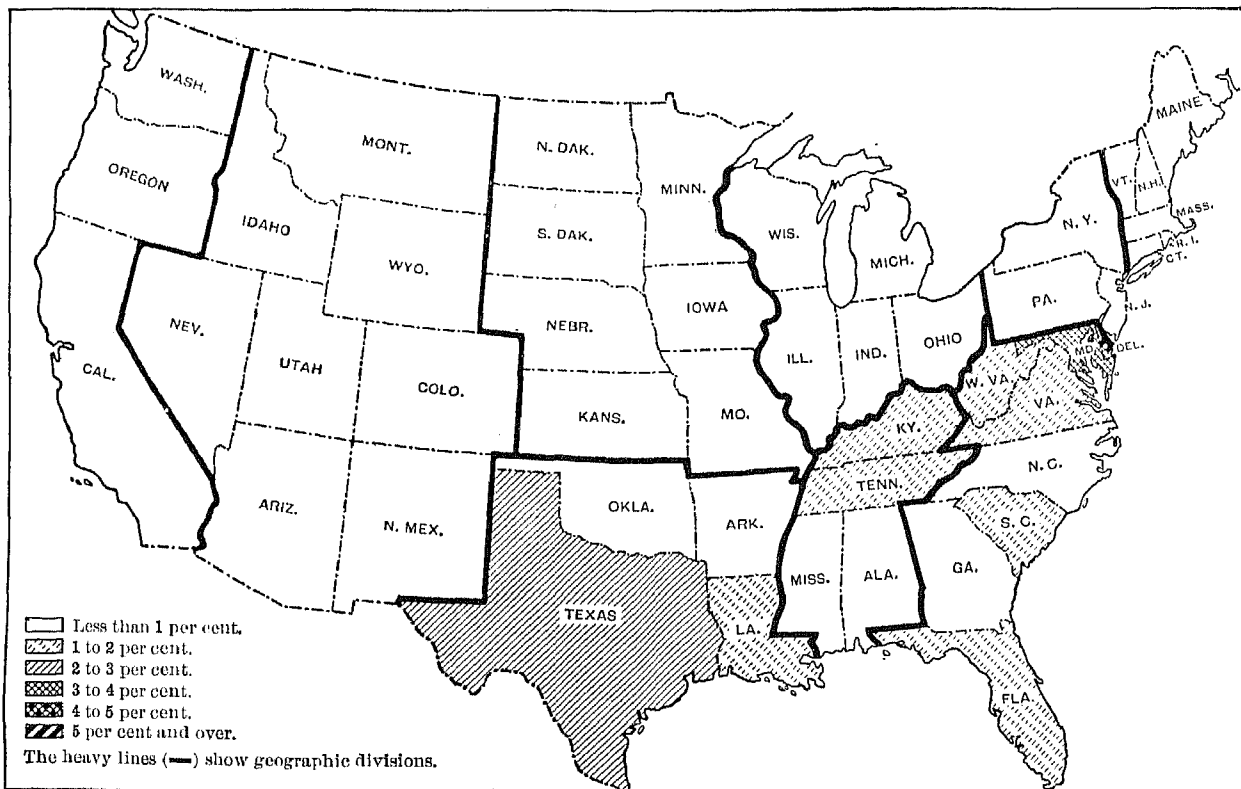 WASH.
OREGON
CAL.
NEV.
IDAHO
MONT.
WYO.
UTAH
COLO.
ARIZ.
N. MEX.
N. DAK.
S. DAK.
NEBR.
KANS.
OKLA.
TEXAS
MINN.
IOWA
MO.
ARK.
LA.
WIS.
ILL.
MICH.
IND.
OHIO
KY.
TENN.
MISS.
ALA.
GA.
FLA.
S. C.
N. C.
VA.
W. VA.
MD.
DEL.
PA.
N. J.
N. Y.
CT.
R. I.
MASS.
VT.
N.H.
MAINE
Less than 1 per cent.
1 to 2 per cent.
2 to 3 per cent.
3 to 4 per cent.
4 to 5 per cent.
5 per cent and over.
The heavy lines (━) show geographic divisions.